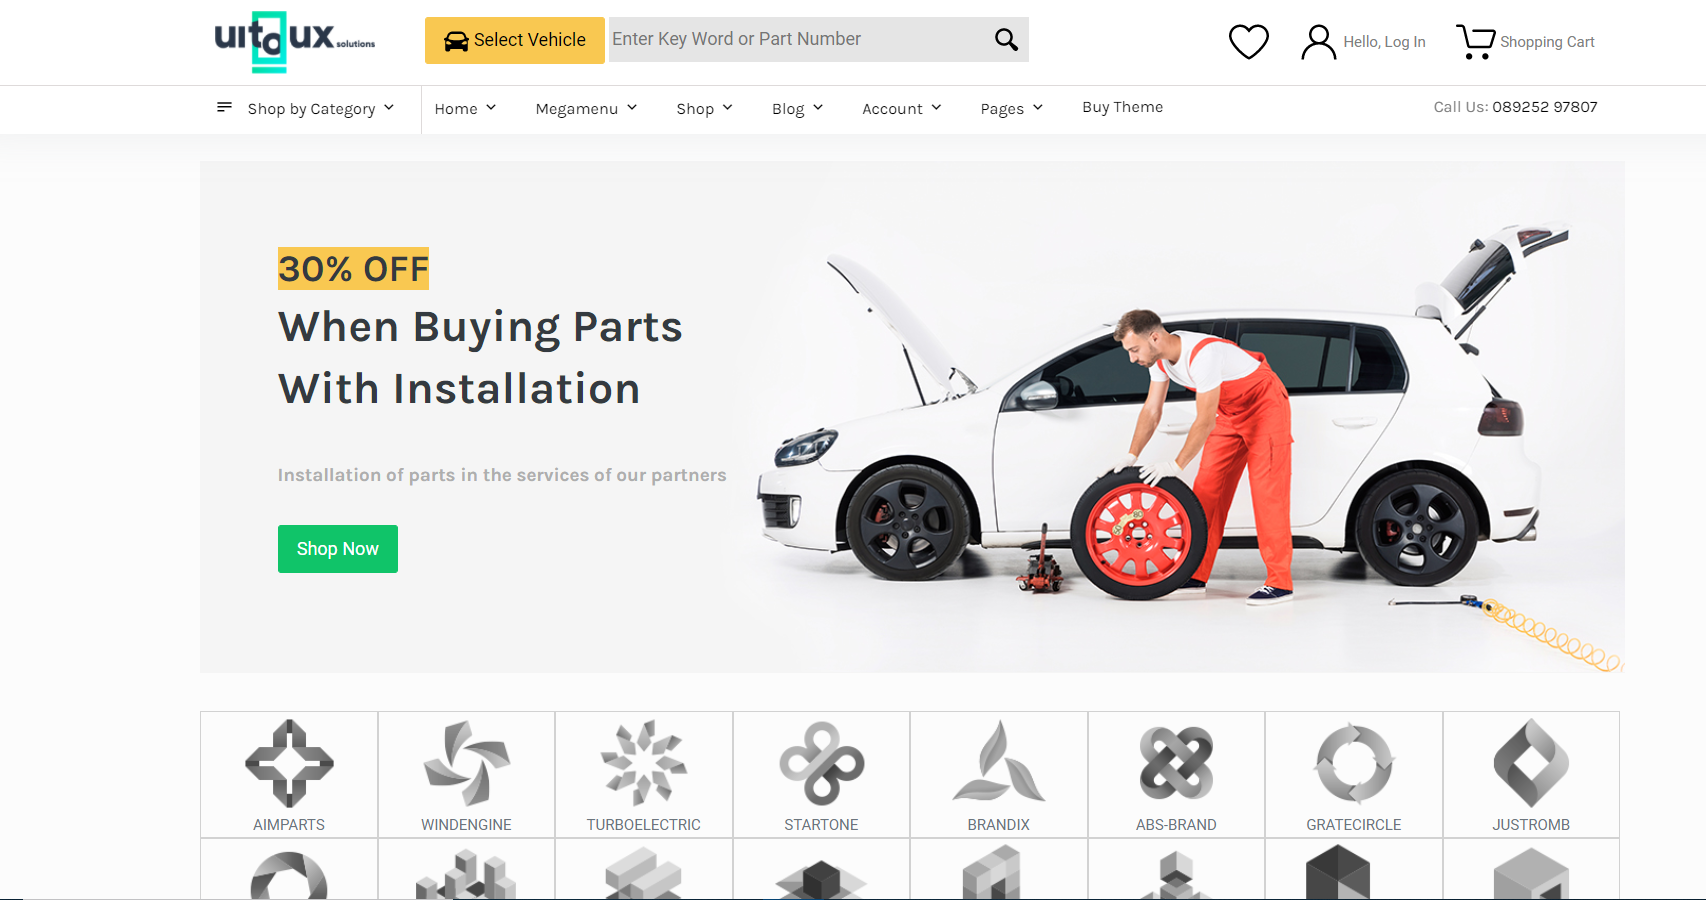 uitoux solutions
Select Vehicle
Enter Key Word or Part Number
Hello, Log In
Shopping Cart
Shop by Category
Home
Megamenu
Shop
Blog
Account
Pages
Buy Theme
Call Us: 089252 97807
30% OFF
When Buying Parts
With Installation
Installation of parts in the services of our partners
Shop Now
AIMPARTS
WINDENGINE
TURBOELECTRIC
STARTONE
BRANDIX
ABS-BRAND
GRATECIRCLE
JUSTROMB